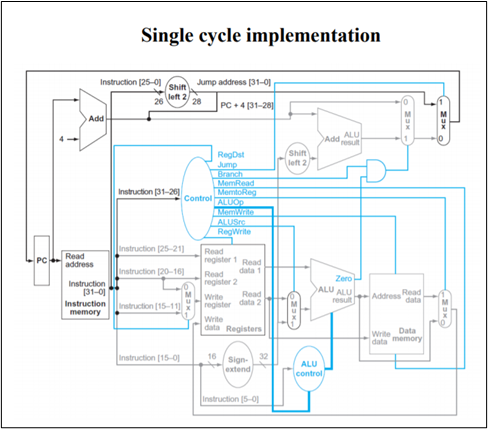 Single cycle implementation
Instruction [25–0]
Shift
left 2
Jump address [31–0]
26
28
PC + 4 [31–28]
4
Add
0
M
u
x
1
1
M
u
x
0
Add
ALU
result
Shift
left 2
RegDst
Jump
Branch
MemRead
MemtoReg
ALUOp
MemWrite
ALUSrc
RegWrite
Instruction [31–26]
Control
PC
Read
address
Instruction
[31–0]
Instruction
memory
Instruction [25–21]
Instruction [20–16]
Instruction [15–11]
0
M
u
x
1
Read
register 1
Read
register 2
Write
register
Write
data
Read
data 1
Read
data 2
Registers
0
M
u
x
1
Zero
ALU
ALU
result
Address
Read
data
Write
data
Data
memory
1
M
u
x
0
Instruction [15–0]
16
Sign-
extend
32
ALU
control
Instruction [5–0]